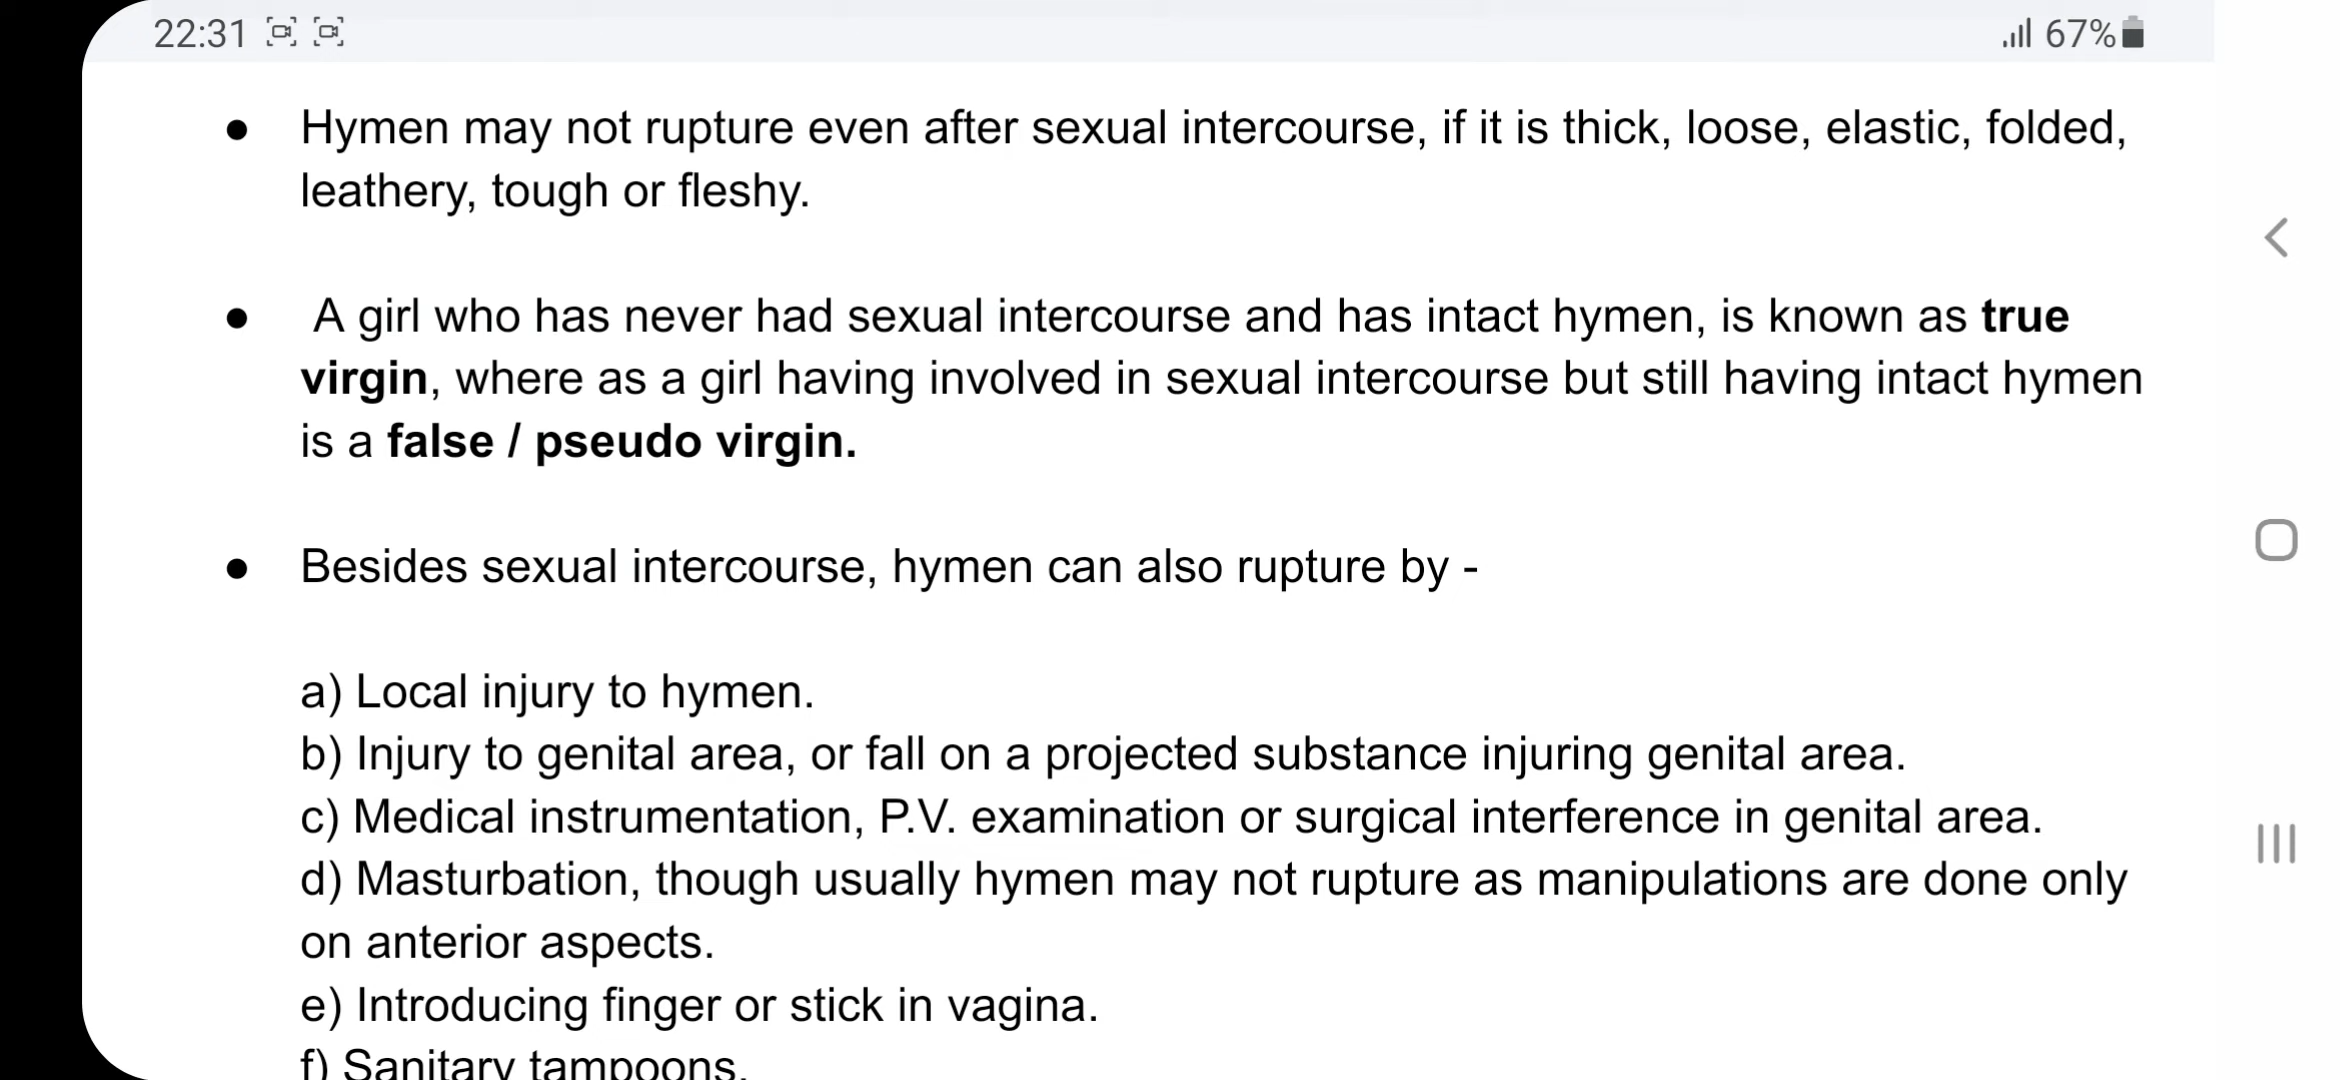 22:31 67%
● Hymen may not rupture even after sexual intercourse, if it is thick, loose, elastic, folded,
leathery, tough or fleshy.
● A girl who has never had sexual intercourse and has intact hymen, is known as true
virgin, where as a girl having involved in sexual intercourse but still having intact hymen
is a false / pseudo virgin.
● Besides sexual intercourse, hymen can also rupture by -
a) Local injury to hymen.
b) Injury to genital area, or fall on a projected substance injuring genital area.
c) Medical instrumentation, P.V. examination or surgical interference in genital area.
d) Masturbation, though usually hymen may not rupture as manipulations are done only
on anterior aspects.
e) Introducing finger or stick in vagina.
f) Sanitary tampoons.